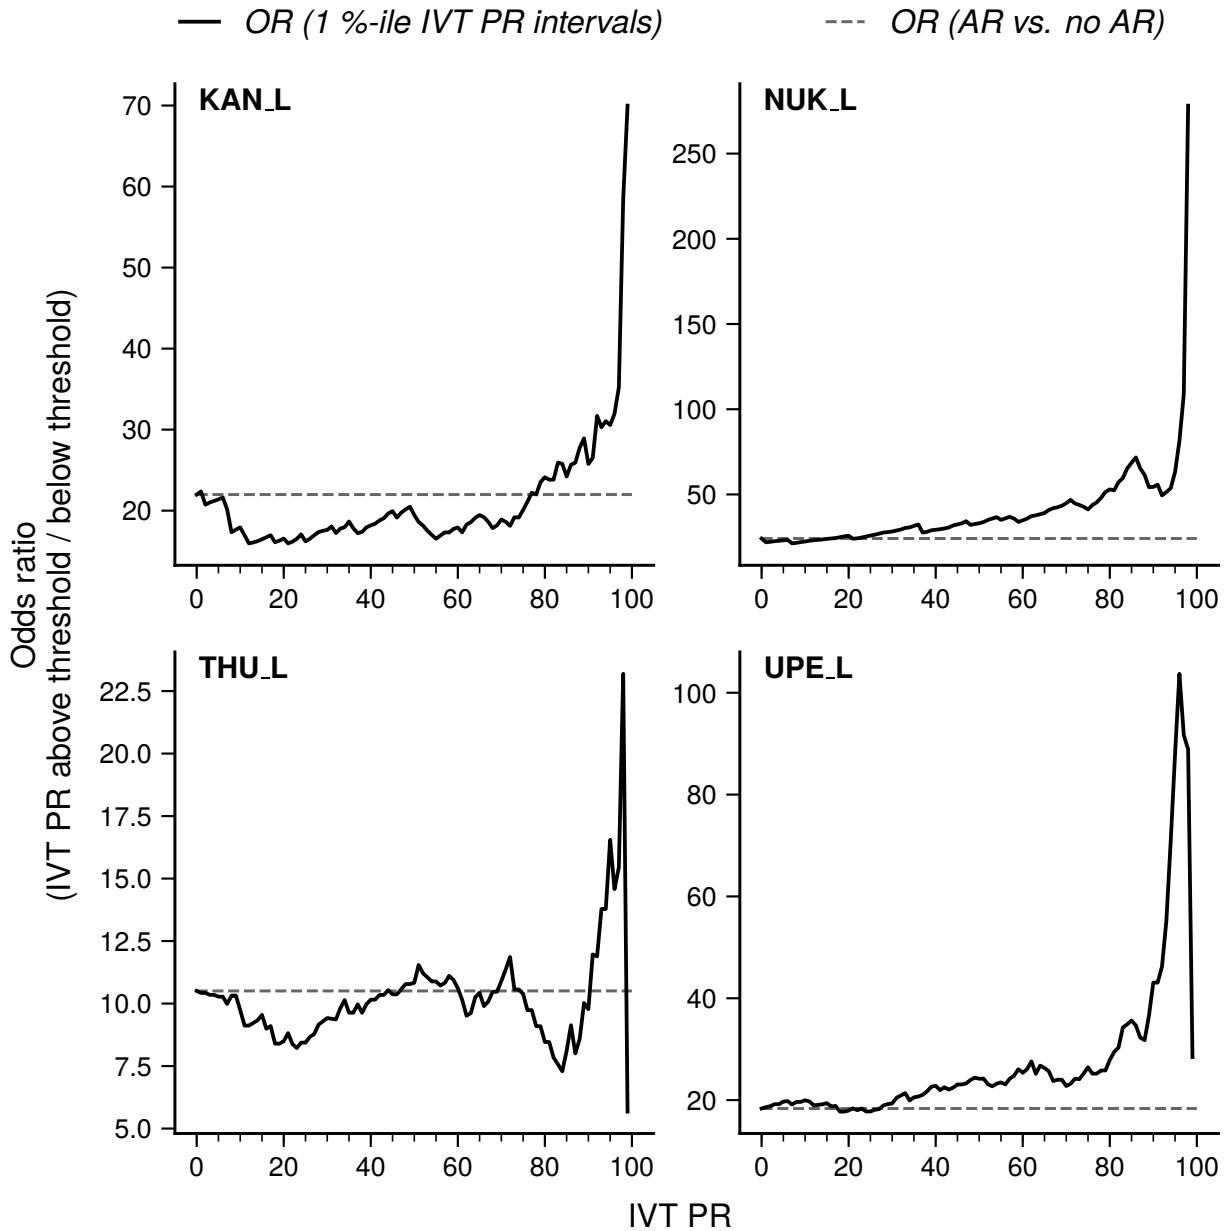 OR (1 %-ile IVT PR intervals)
OR (AR vs. no AR)
Odds ratio
(IVT PR above threshold / below threshold)
KAN_L
70
60
50
40
30
20
0 20 40 60 80 100
NUK_L
250
200
150
100
50
0 20 40 60 80 100
THU_L
22.5
20.0
17.5
15.0
12.5
10.0
7.5
5.0
0 20 40 60 80 100
UPE_L
100
80
60
40
20
0 20 40 60 80 100
IVT PR